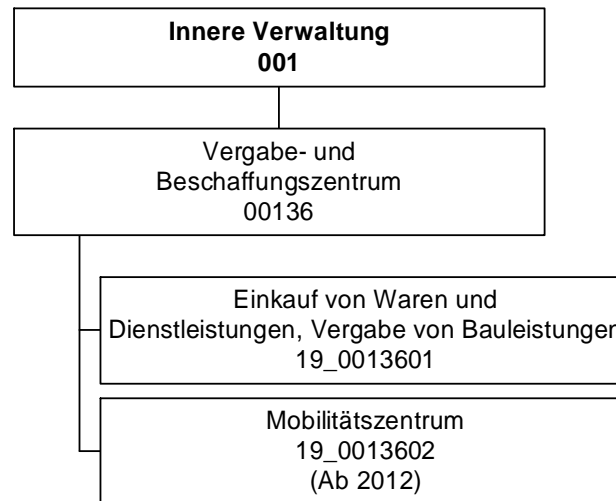 Innere Verwaltung
001
Vergabe- und
Beschaffungszentrum
00136
Einkauf von Waren und
Dienstleistungen, Vergabe von Bauleistungen
19_0013601
Mobilitätszentrum
19_0013602
(Ab 2012)